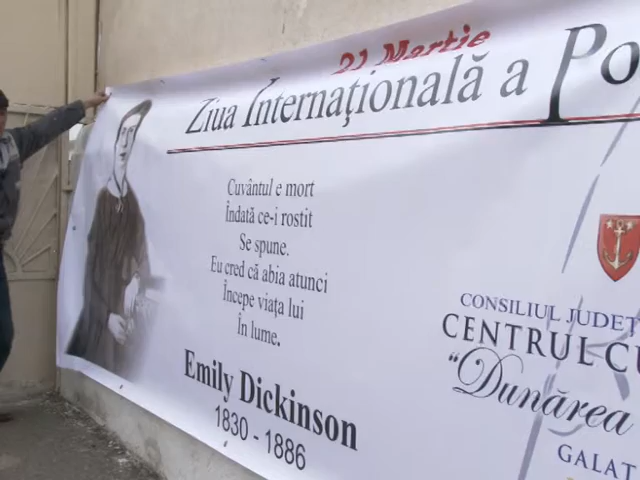 21 Martie
Ziua Internaţională a Po
Cuvântul e mort
Îndată ce-i rostit
Se spune.
Eu cred că abia atunci
Începe viaţa lui
În lume.
Emily Dickinson
1830 - 1886
CONSILIUL JUDEŢ
CENTRUL CU
“Dunărea
GALAŢ